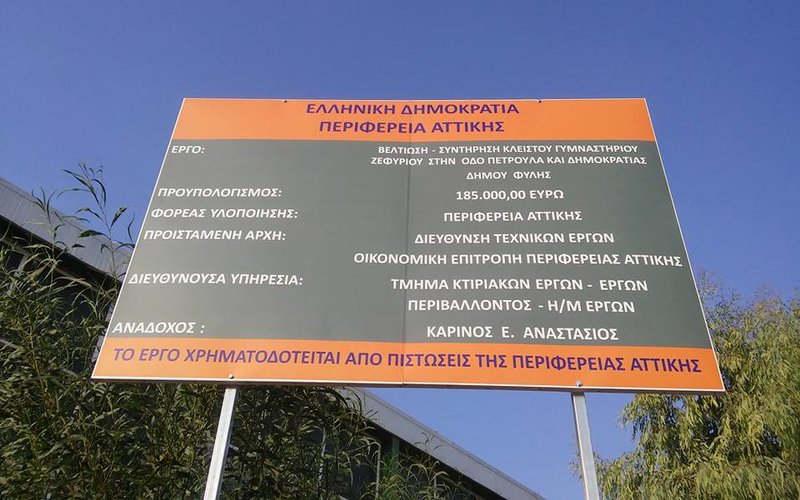 ΕΛΛΗΝΙΚΗ ΔΗΜΟΚΡΑΤΙΑ
ΠΕΡΙΦΕΡΕΙΑ ΑΤΤΙΚΗΣ
ΕΡΓΟ: ΒΕΛΤΙΩΣΗ - ΣΥΝΤΗΡΗΣΗ ΚΛΕΙΣΤΟΥ ΓΥΜΝΑΣΤΗΡΙΟΥ
ΖΕΦΥΡΙΟΥ ΣΤΗΝ ΟΔΟ ΠΕΤΡΟΥΛΑ ΚΑΙ ΔΗΜΟΚΡΑΤΙΑΣ
ΔΗΜΟΥ ΦΥΛΗΣ
ΠΡΟΥΠΟΛΟΓΙΣΜΟΣ: 185.000,00 ΕΥΡΩ
ΦΟΡΕΑΣ ΥΛΟΠΟΙΗΣΗΣ: ΠΕΡΙΦΕΡΕΙΑ ΑΤΤΙΚΗΣ
ΠΡΟΙΣΤΑΜΕΝΗ ΑΡΧΗ: ΔΙΕΥΘΥΝΣΗ ΤΕΧΝΙΚΩΝ ΕΡΓΩΝ
ΟΙΚΟΝΟΜΙΚΗ ΕΠΙΤΡΟΠΗ ΠΕΡΙΦΕΡΕΙΑΣ ΑΤΤΙΚΗΣ
ΔΙΕΥΘΥΝΟΥΣΑ ΥΠΗΡΕΣΙΑ: ΤΜΗΜΑ ΚΤΙΡΙΑΚΩΝ ΕΡΓΩΝ - ΕΡΓΩΝ
ΠΕΡΙΒΑΛΛΟΝΤΟΣ - Η/Μ ΕΡΓΩΝ
ΑΝΑΔΟΧΟΣ : ΚΑΡΙΝΟΣ Ε. ΑΝΑΣΤΑΣΙΟΣ
ΤΟ ΕΡΓΟ ΧΡΗΜΑΤΟΔΟΤΕΙΤΑΙ ΑΠΟ ΠΙΣΤΩΣΕΙΣ ΤΗΣ ΠΕΡΙΦΕΡΕΙΑΣ ΑΤΤΙΚΗΣ